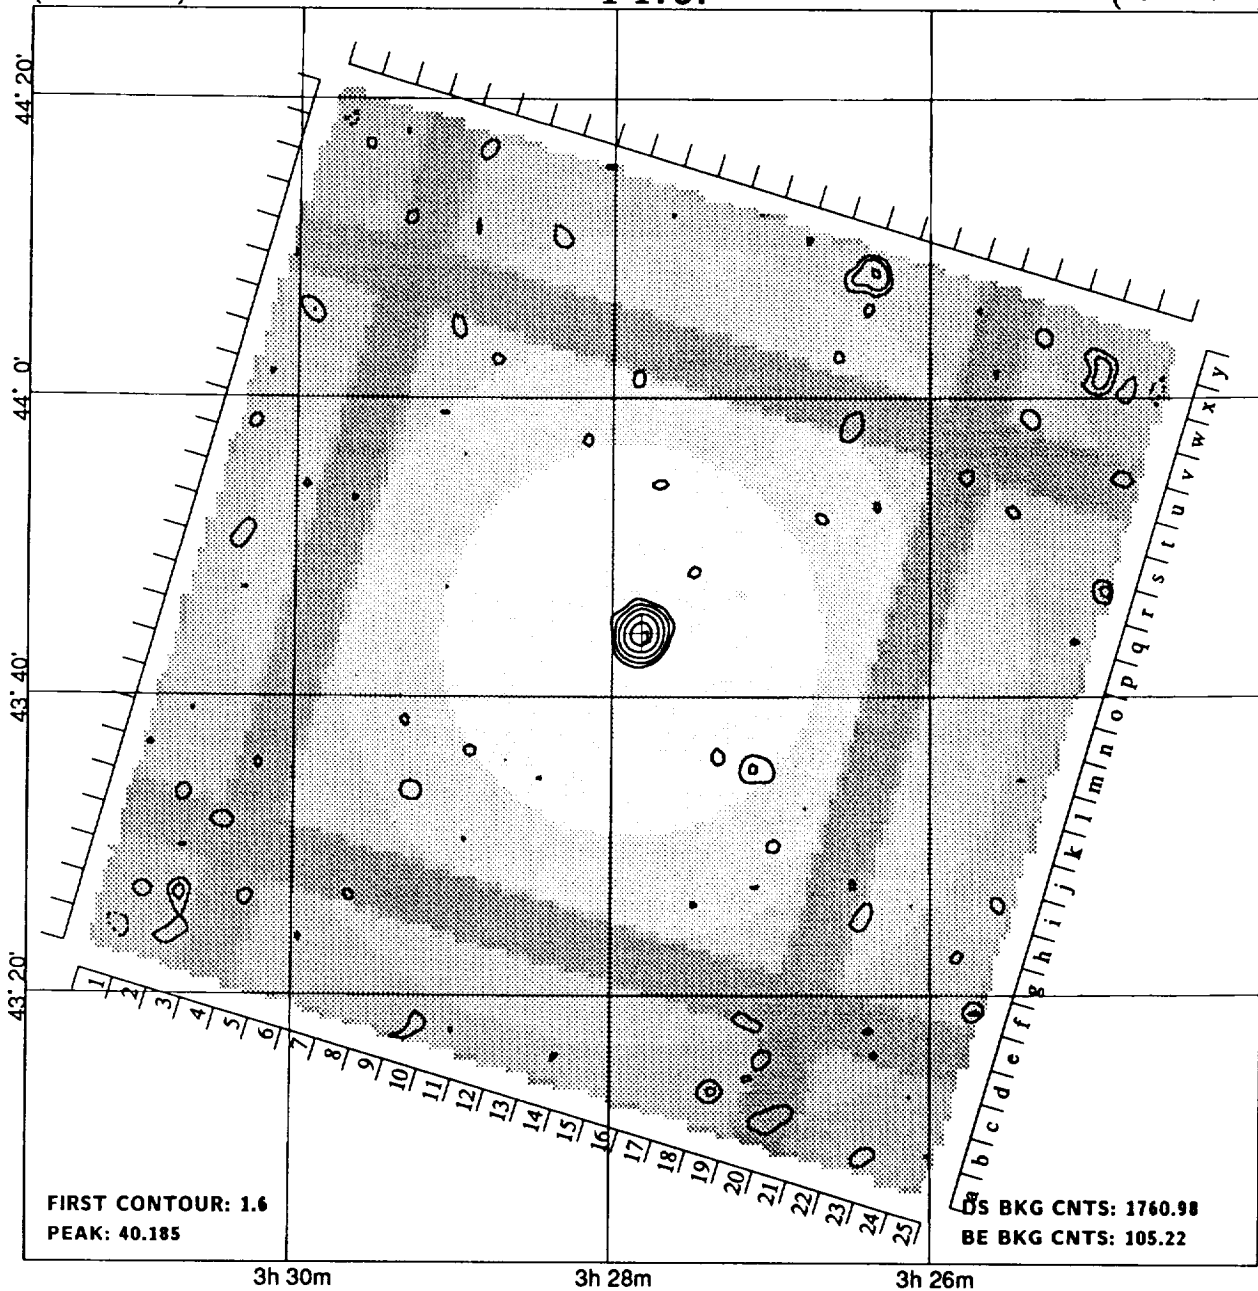 44° 20'
44° 0'
43° 40'
43° 20'
y
x
w
v
u
t
s
r
q
p
o
n
m
l
k
j
i
h
g
f
e
d
c
b
a
1 2 3 4 5 6 7 8 9 10 11 12 13 14 15 16 17 18 19 20 21 22 23 24 25
FIRST CONTOUR: 1.6
PEAK: 40.185
DS BKG CNTS: 1760.98
BE BKG CNTS: 105.22
3h 30m 3h 28m 3h 26m